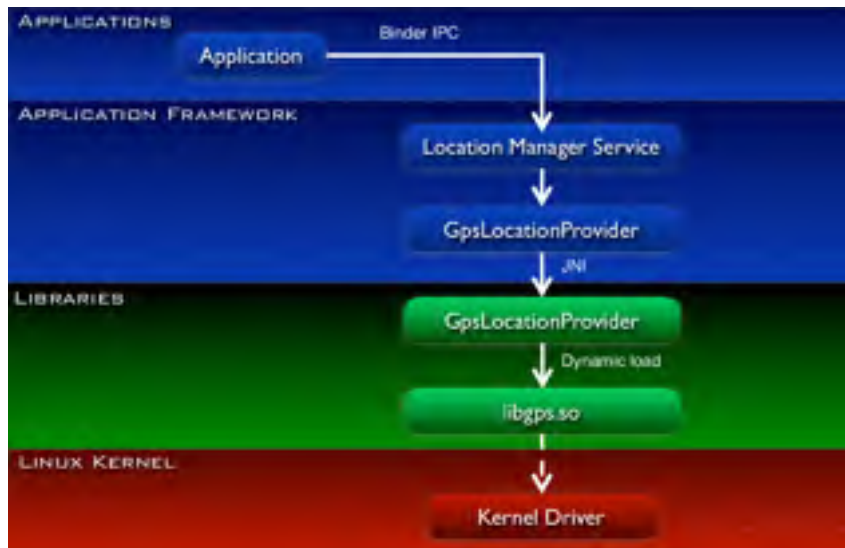 APPLICATIONS
Binder IPC
Application
APPLICATION FRAMEWORK
Location Manager Service
GpsLocationProvider
JNI
LIBRARIES
GpsLocationProvider
Dynamic load
libgps.so
LINUX KERNEL
Kernel Driver